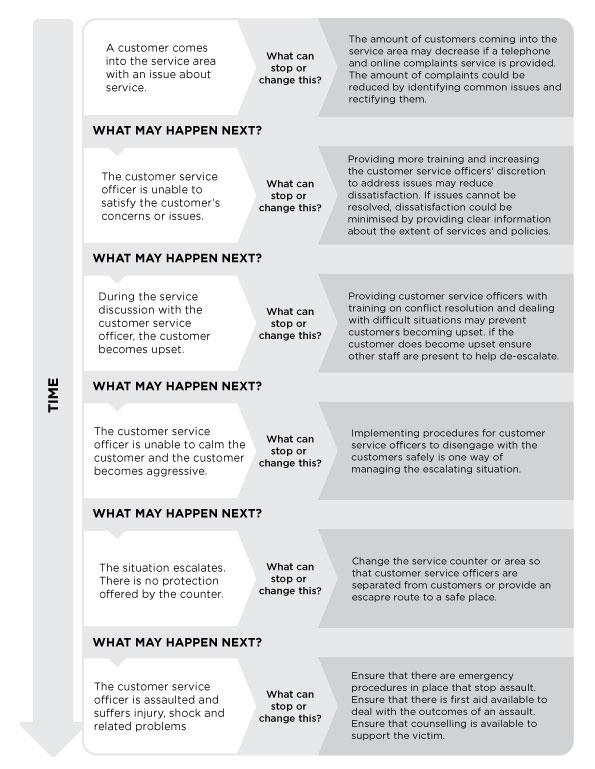 A customer comes
into the service area
with an issue about
service.
What can
stop or
change this?
The amount of customers coming into the
service area may decrease if a telephone
and online complaints service is provided.
The amount of complaints could be
reduced by identifying common issues and
rectifying them.
WHAT MAY HAPPEN NEXT?
The customer service
officer is unable to
satisfy the customer's
concerns or issues.
What can
stop or
change this?
Providing more training and increasing
the customer service officers' discretion
to address issues may reduce
dissatisfaction. If issues cannot be
resolved, dissatisfaction could be
minimised by providing clear information
about the extent of services and policies.
WHAT MAY HAPPEN NEXT?
During the service
discussion with the
customer service
officer, the customer
becomes upset.
What can
stop or
change this?
Providing customer service officers with
training on conflict resolution and dealing
with difficult situations may prevent
customers becoming upset. if the
customer does become upset ensure
other staff are present to help de-escalate.
WHAT MAY HAPPEN NEXT?
TIME
The customer service
officer is unable to calm the
customer and the customer
becomes aggressive.
What can
stop or
change this?
Implementing procedures for customer
service officers to disengage with the
customers safely is one way of
managing the escalating situation.
WHAT MAY HAPPEN NEXT?
The situation escalates.
There is no protection
offered by the counter.
What can
stop or
change this?
Change the service counter or area so
that customer service officers are
separated from customers or provide an
escapre route to a safe place.
WHAT MAY HAPPEN NEXT?
The customer service
officer is assaulted and
suffers injury, shock and
related problems
What can
stop or
change this?
Ensure that there are emergency
procedures in place that stop assault.
Ensure that there is first aid available to
deal with the outcomes of an assault.
Ensure that counselling is available to
support the victim.